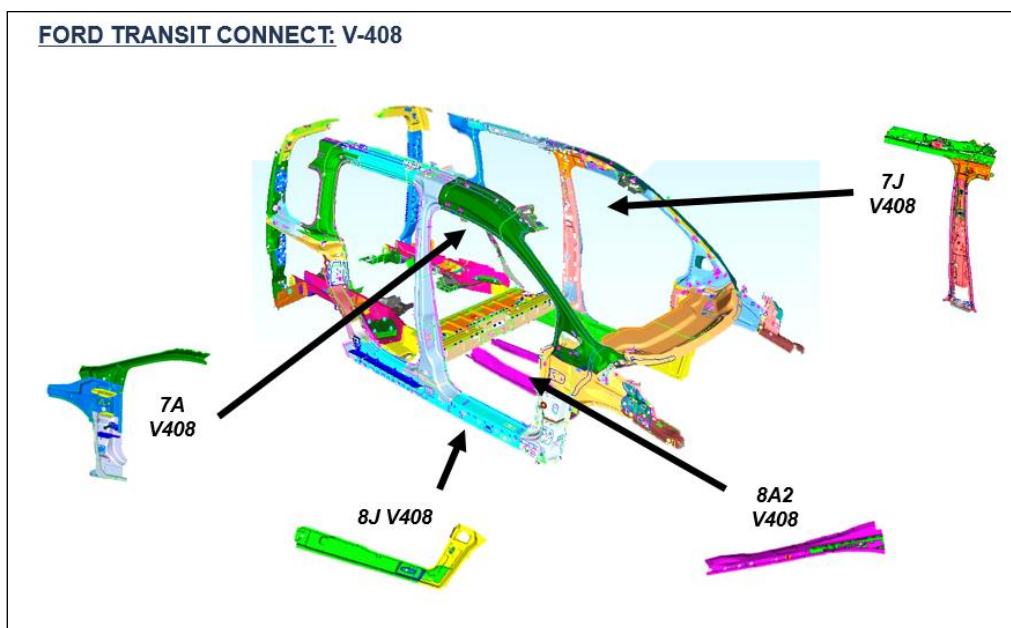 FORD TRANSIT CONNECT: V-408
7J
V408
7A
V408
8J V408
8A2
V408